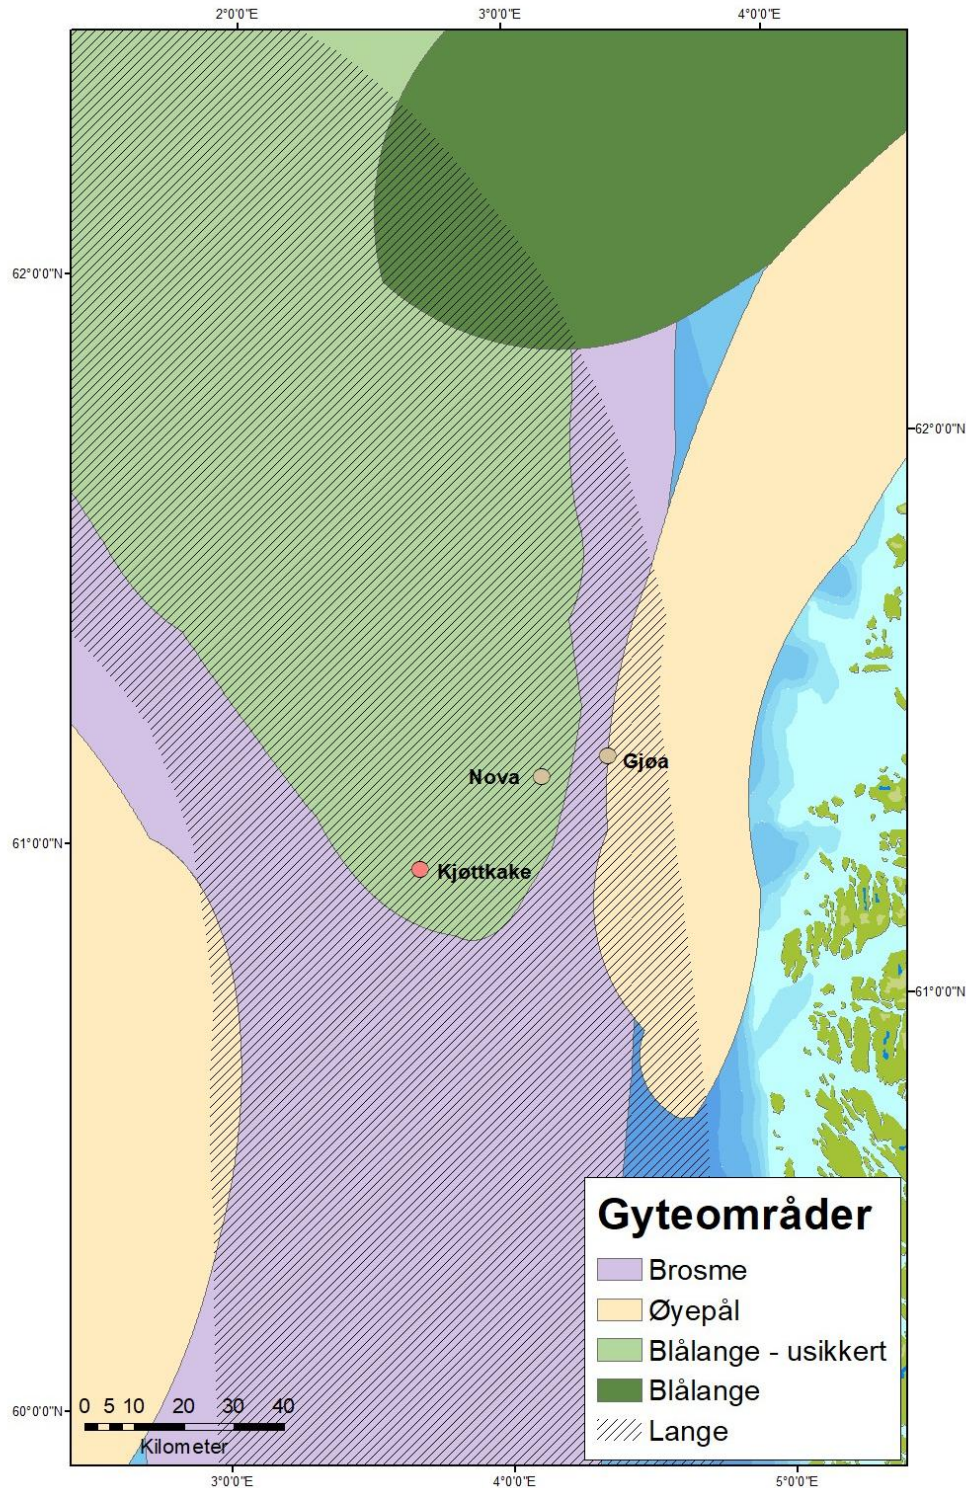 2°0'0"E 3°0'0"E 4°0'0"E
62°0'0"N
62°0'0"N
Gjøa
Nova
61°0'0"N
Kjøttkake
61°0'0"N
Gyteområder
Brosme
Øyepål
Blålange - usikkert
Blålange
Lange
0 5 10 20 30 40
Kilometer
60°0'0"N
3°0'0"E 4°0'0"E 5°0'0"E